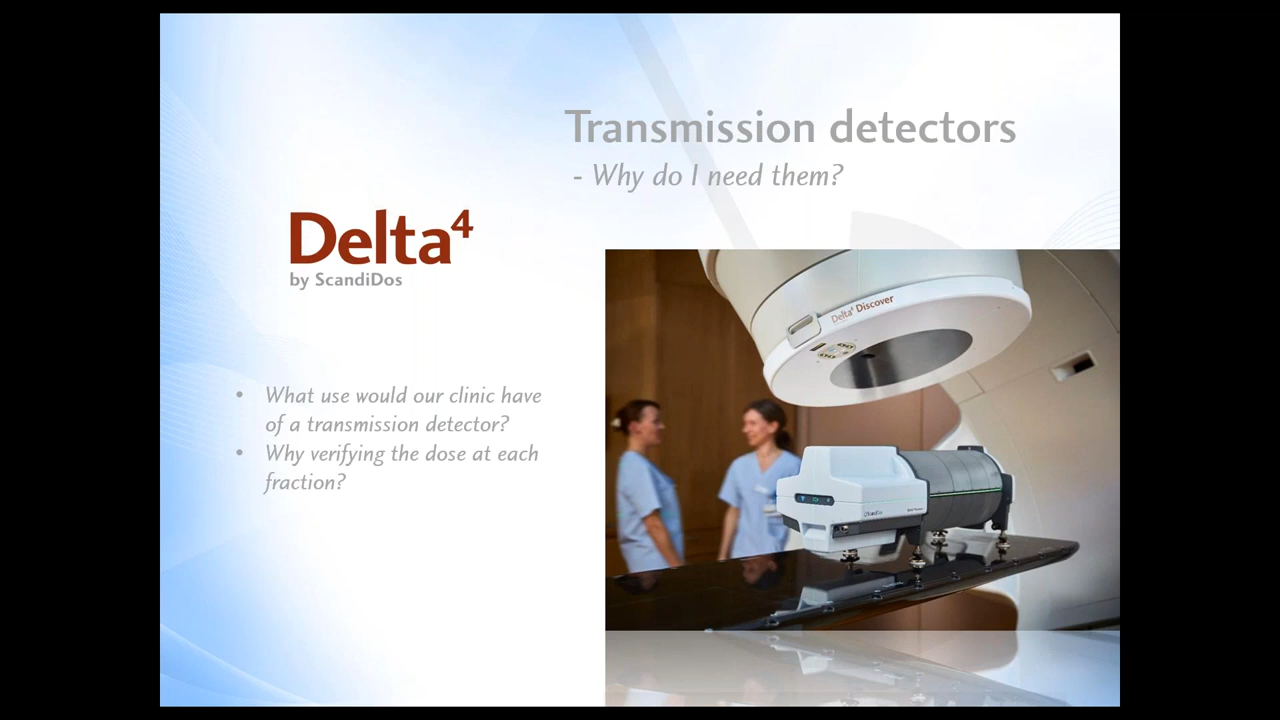 Transmission detectors
- Why do I need them?
Delta⁴
by ScandiDos
Delta⁴ Discover
• What use would our clinic have
of a transmission detector?
• Why verifying the dose at each
fraction?
ScandiDos